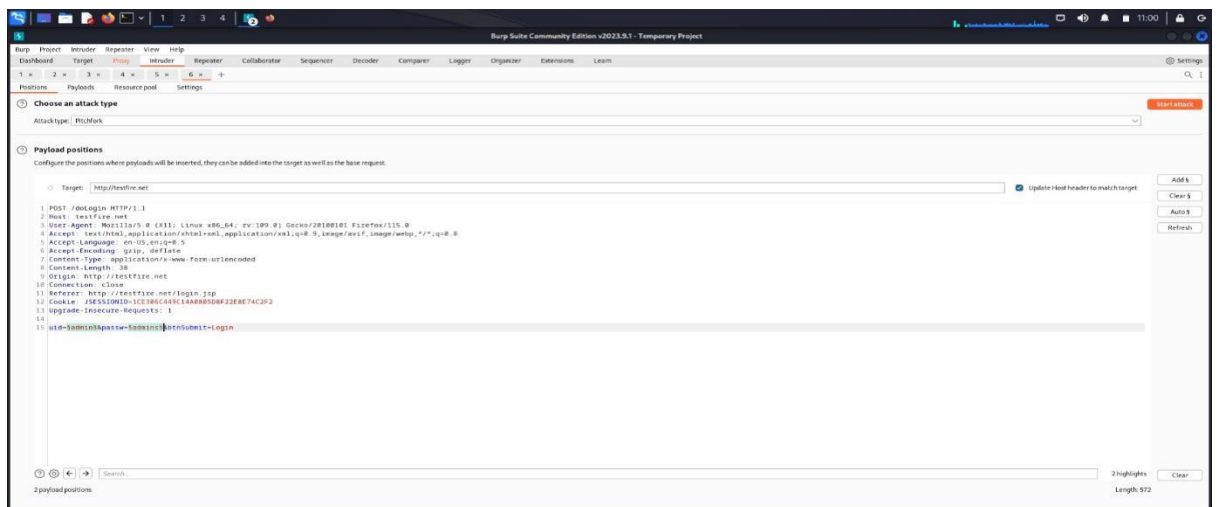 1 2 3 4 2 11:00
Burp Suite Community Edition v2023.9.1 - Temporary Project
Burp Project Intruder Repeater View Help
Dashboard Target Proxy Intruder Repeater Collaborator Sequencer Decoder Comparer Logger Organizer Extensions Learn Settings
1 × 2 × 3 × 4 × 5 × 6 × +
Positions Payloads Resource pool Settings
Choose an attack type Start attack
Attack type: Pitchfork
Payload positions
Configure the positions where payloads will be inserted, they can be added into the target as well as the base request.
Add §
Target: http://testfire.net Update Host header to match target
Clear §
1 POST /doLogin HTTP/1.1 Auto §
2 Host: testfire.net
3 User-Agent: Mozilla/5.0 (X11; Linux x86_64; rv:109.0) Gecko/20100101 Firefox/115.0 Refresh
4 Accept: text/html,application/xhtml+xml,application/xml;q=0.9,image/avif,image/webp,*/*;q=0.8
5 Accept-Language: en-US,en;q=0.5
6 Accept-Encoding: gzip, deflate
7 Content-Type: application/x-www-form-urlencoded
8 Content-Length: 38
9 Origin: http://testfire.net
10 Connection: close
11 Referer: http://testfire.net/login.jsp
12 Cookie:
13 Upgrade-Insecure-Requests: 1
14
15 uid=§admin§&passw=§admins§&btnSubmit=Login
Search... 2 highlights Clear
2 payload positions Length: 572